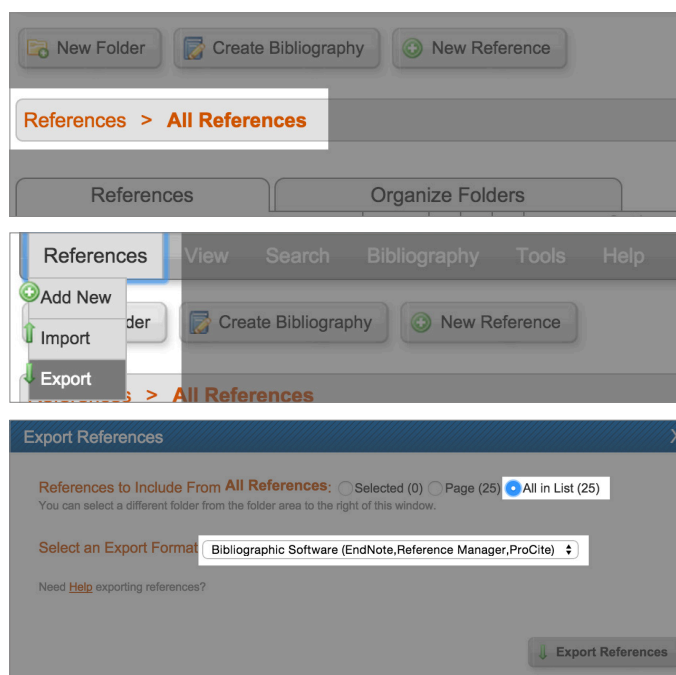 New Folder Create Bibliography New Reference
References > All References
References Organize Folders
References View Search Bibliography Tools Help
Add New
der Create Bibliography New Reference
Import
Export
> All References
Export References X
References to Include From All References: Selected (0) Page (25) All in List (25)
You can select a different folder from the folder area to the right of this window.
Select an Export Format Bibliographic Software (EndNote,Reference Manager,ProCite)
Need Help exporting references?
Export References